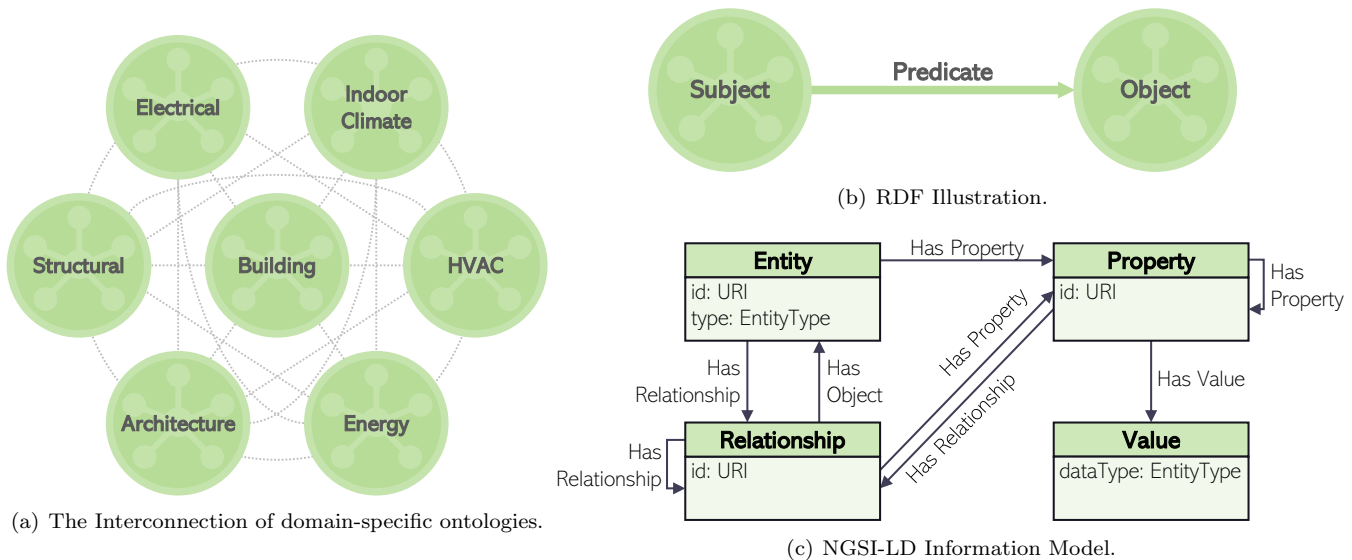 Electrical
Indoor
Climate
Structural
Building
HVAC
Architecture
Energy
(a) The Interconnection of domain-specific ontologies.
Subject
Predicate
Object
(b) RDF Illustration.
Entity
id: URI
type: EntityType
Has Property
Property
id: URI
Has
Property
Has
Relationship
Has
Object
Has Property
Has Relationship
Has Value
Relationship
id: URI
Has
Relationship
Value
dataType: EntityType
(c) NGSI-LD Information Model.